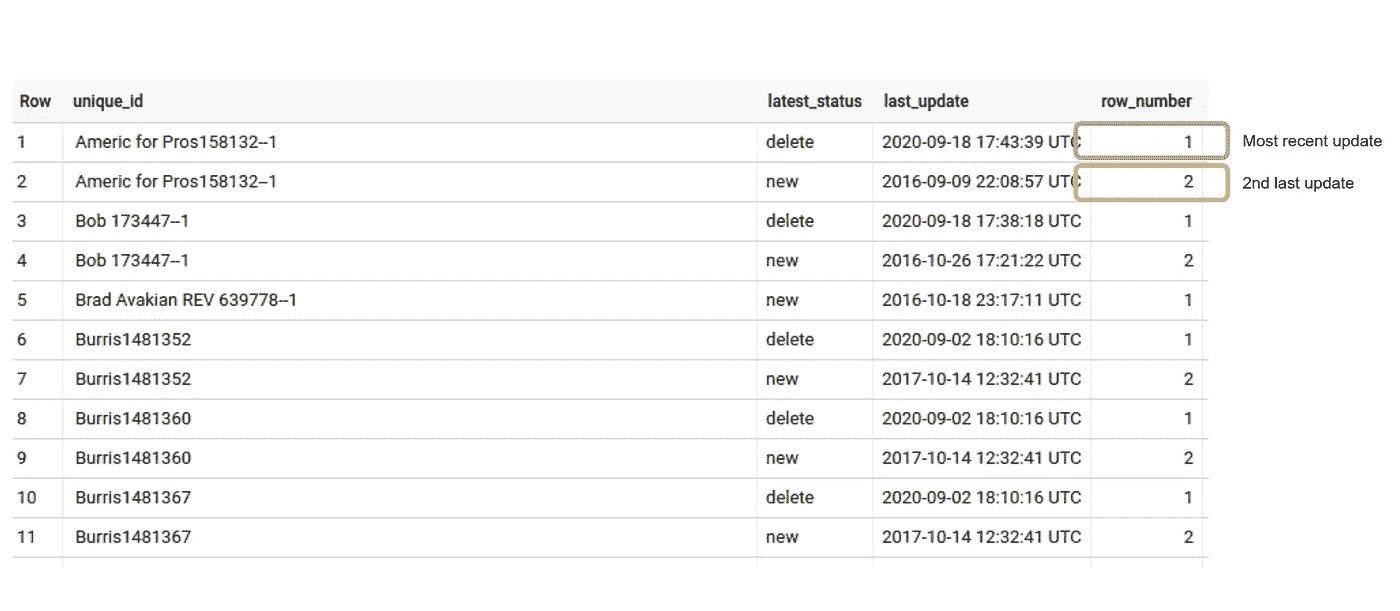 Row unique_id latest_status last_update row_number
1 Americ for Pros158132--1 delete 2020-09-18 17:43:39 UTC 1 Most recent update
2 Americ for Pros158132--1 new 2016-09-09 22:08:57 UTC 2 2nd last update
3 Bob 173447--1 delete 2020-09-18 17:38:18 UTC 1
4 Bob 173447--1 new 2016-10-26 17:21:22 UTC 2
5 Brad Avakian REV 639778--1 new 2016-10-18 23:17:11 UTC 1
6 Burris1481352 delete 2020-09-02 18:10:16 UTC 1
7 Burris1481352 new 2017-10-14 12:32:41 UTC 2
8 Burris1481360 delete 2020-09-02 18:10:16 UTC 1
9 Burris1481360 new 2017-10-14 12:32:41 UTC 2
10 Burris1481367 delete 2020-09-02 18:10:16 UTC 1
11 Burris1481367 new 2017-10-14 12:32:41 UTC 2